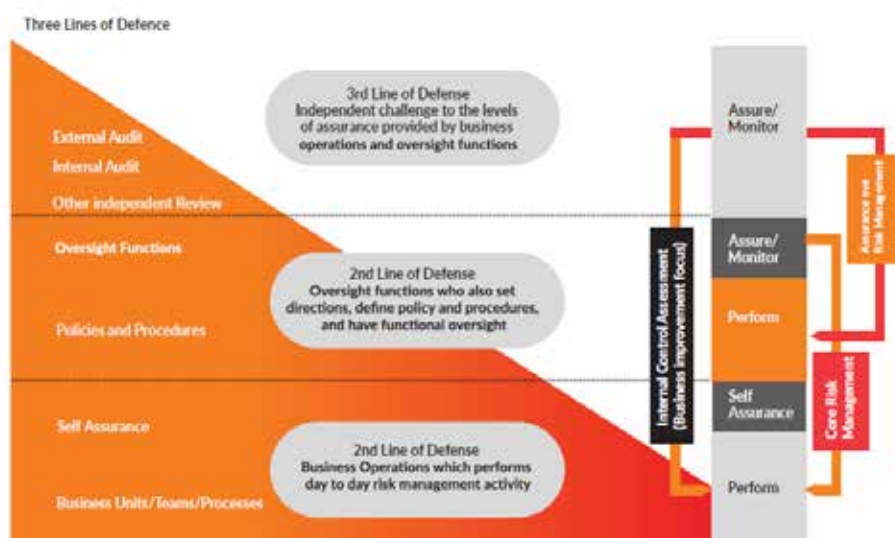 Three Lines of Defence
External Audit
Internal Audit
Other independent Review
Oversight Functions
Policies and Procedures
Self Assurance
Business Units/Teams/Processes
3rd Line of Defense
Independent challenge to the levels
of assurance provided by business
operations and oversight functions
2nd Line of Defense
Oversight functions who also set
directions, define policy and procedures,
and have functional oversight
2nd Line of Defense
Business Operations which performs
day to day risk management activity
Internal Control Assessment
(Business improvement focus)
Assure/
Monitor
Assure/
Monitor
Perform
Self
Assurance
Perform
Assurance ove
Risk Management
Core Risk
Management